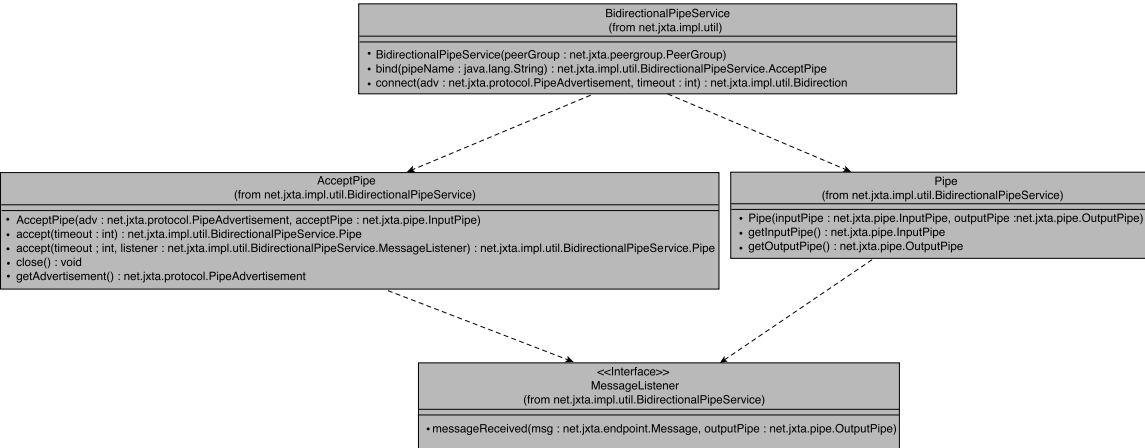 BidirectionalPipeService
(from net.jxta.impl.util)
• BidirectionalPipeService(peerGroup : net.jxta.peergroup.PeerGroup)
• bind(pipeName : java.lang.String) : net.jxta.impl.util.BidirectionalPipeService.AcceptPipe
• connect(adv : net.jxta.protocol.PipeAdvertisement, timeout : int) : net.jxta.impl.util.Bidirection
AcceptPipe
(from net.jxta.impl.util.BidirectionalPipeService)
• AcceptPipe(adv : net.jxta.protocol.PipeAdvertisement, acceptPipe : net.jxta.pipe.InputPipe)
• accept(timeout : int) : net.jxta.impl.util.BidirectionalPipeService.Pipe
• accept(timeout ; int, listener : net.jxta.impl.util.BidirectionalPipeService.MessageListener) : net.jxta.impl.util.BidirectionalPipeService.Pipe
• close() : void
• getAdvertisement() : net.jxta.protocol.PipeAdvertisement
Pipe
(from net.jxta.impl.util.BidirectionalPipeService)
• Pipe(inputPipe : net.jxta.pipe.InputPipe, outputPipe :net.jxta.pipe.OutputPipe)
• getInputPipe() : net.jxta.pipe.InputPipe
• getOutputPipe() : net.jxta.pipe.OutputPipe
<<Interface>>
MessageListener
(from net.jxta.impl.util.BidirectionalPipeService)
• messageReceived(msg : net.jxta.endpoint.Message, outputPipe : net.jxta.pipe.OutputPipe)